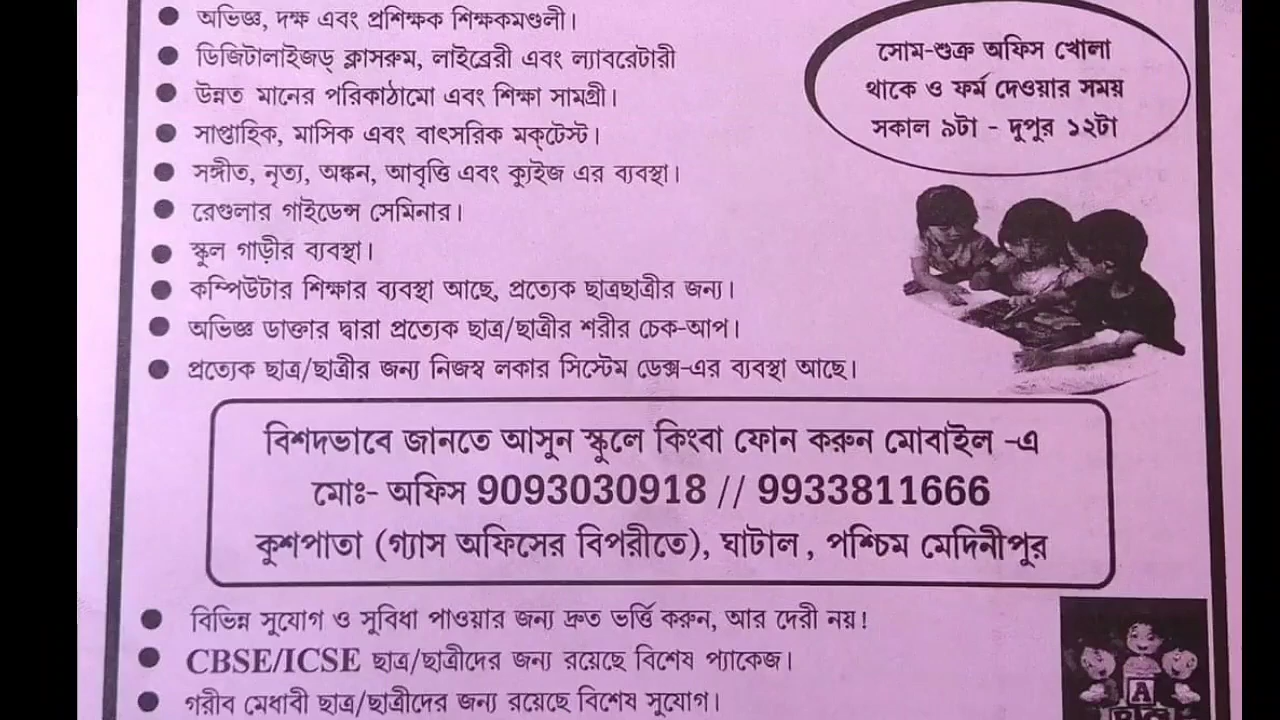 অভিজ্ঞ, দক্ষ এবং প্রশিক্ষক শিক্ষকমণ্ডলী।
ডিজিটালাইজড্ ক্লাসরুম, লাইব্রেরী এবং ল্যাবরেটারী
উন্নত মানের পরিকাঠামো এবং শিক্ষা সামগ্রী।
সাপ্তাহিক, মাসিক এবং বাৎসরিক মক্‌টেস্ট।
সঙ্গীত, নৃত্য, অঙ্কন, আবৃত্তি এবং ক্যুইজ এর ব্যবস্থা।
রেগুলার গাইডেন্স সেমিনার।
স্কুল গাড়ীর ব্যবস্থা।
কম্পিউটার শিক্ষার ব্যবস্থা আছে, প্রত্যেক ছাত্রছাত্রীর জন্য।
অভিজ্ঞ ডাক্তার দ্বারা প্রত্যেক ছাত্র/ছাত্রীর শরীর চেক-আপ।
প্রত্যেক ছাত্র/ছাত্রীর জন্য নিজস্ব লকার সিস্টেম ডেক্স-এর ব্যবস্থা আছে।
সোম-শুক্র অফিস খোলা
থাকে ও ফর্ম দেওয়ার সময়
সকাল ৯টা - দুপুর ১২টা
বিশদভাবে জানতে আসুন স্কুলে কিংবা ফোন করুন মোবাইল -এ
মোঃ- অফিস 9093030918 // 9933811666
কুশপাতা (গ্যাস অফিসের বিপরীতে), ঘাটাল, পশ্চিম মেদিনীপুর
বিভিন্ন সুযোগ ও সুবিধা পাওয়ার জন্য দ্রুত ভর্ত্তি করুন, আর দেরী নয়!
CBSE/ICSE ছাত্র/ছাত্রীদের জন্য রয়েছে বিশেষ প্যাকেজ।
গরীব মেধাবী ছাত্র/ছাত্রীদের জন্য রয়েছে বিশেষ সুযোগ।
A